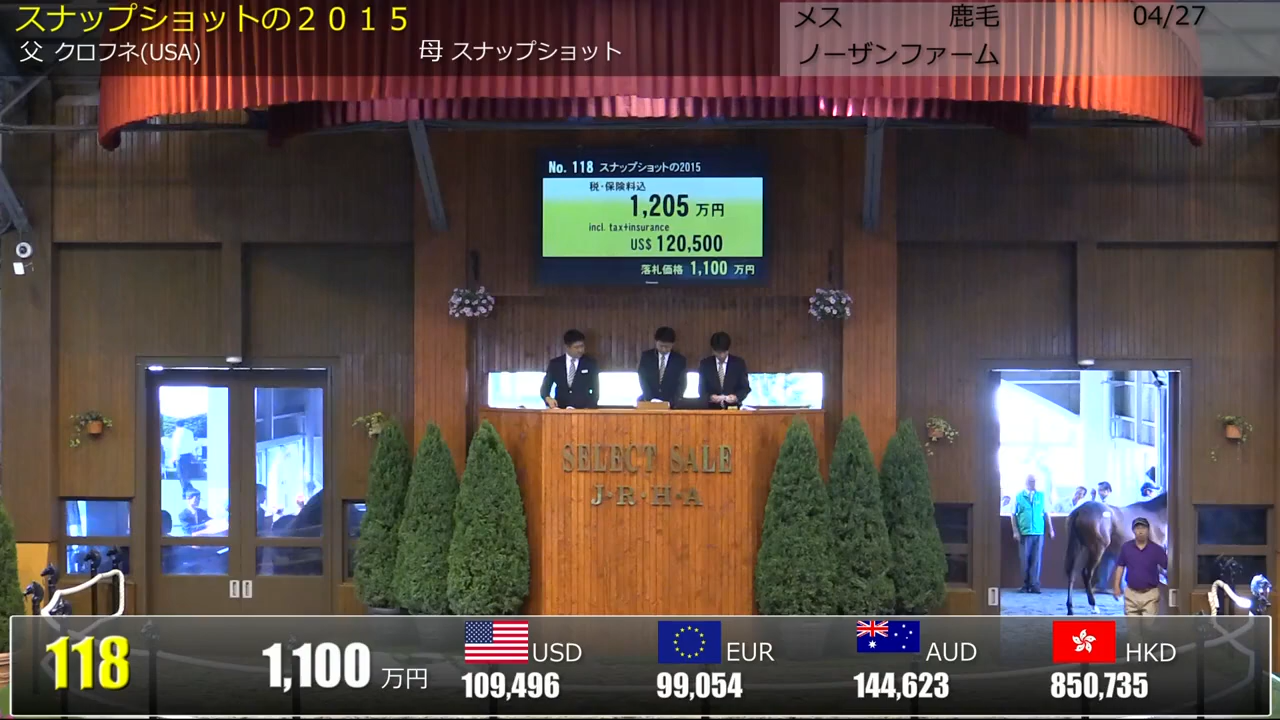 スナップショットの２０１５
父 クロフネ(USA)
母 スナップショット
メス 鹿毛 04/27
ノーザンファーム
No. 118 スナップショットの2015
税・保険料込
1,205 万円
incl. tax+insurance
US$ 120,500
落札価格 1,100 万円
SELECT SALE
J・R・H・A
118
1,100 万円
USD
109,496
EUR
99,054
AUD
144,623
HKD
850,735